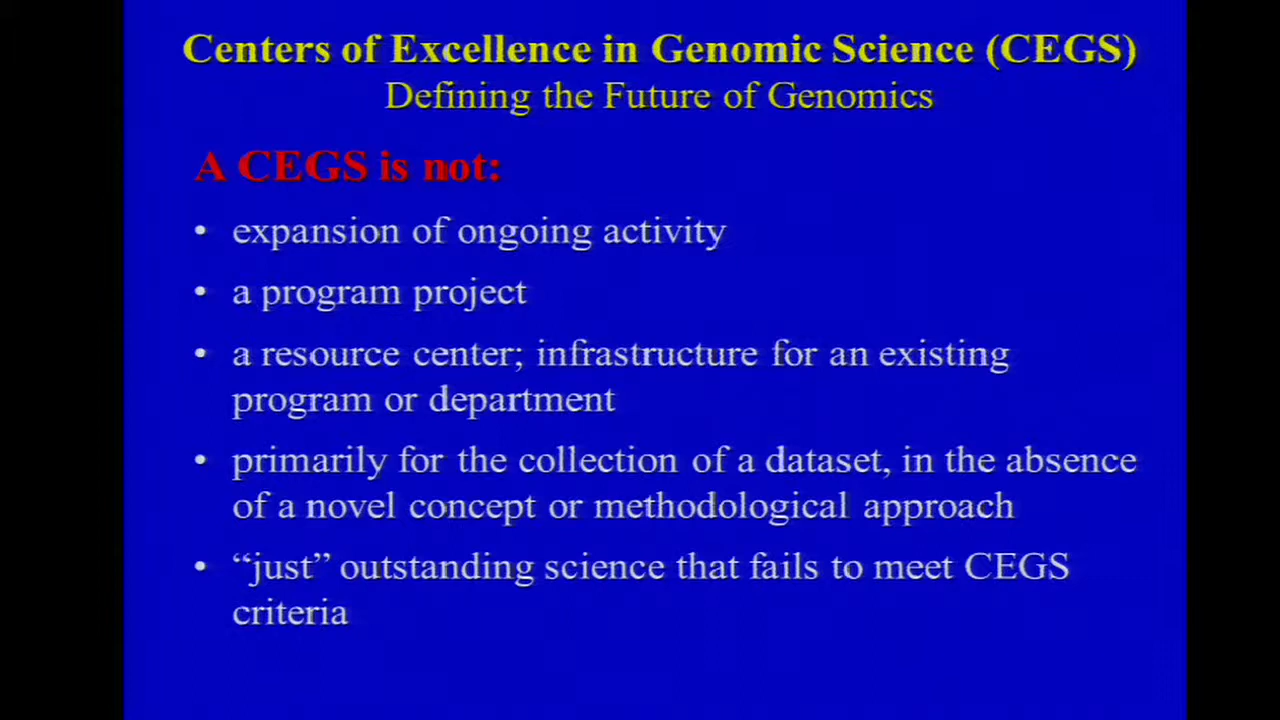 Centers of Excellence in Genomic Science (CEGS)
Defining the Future of Genomics
A CEGS is not:
• expansion of ongoing activity
• a program project
• a resource center; infrastructure for an existing
program or department
• primarily for the collection of a dataset, in the absence
of a novel concept or methodological approach
• “just” outstanding science that fails to meet CEGS
criteria